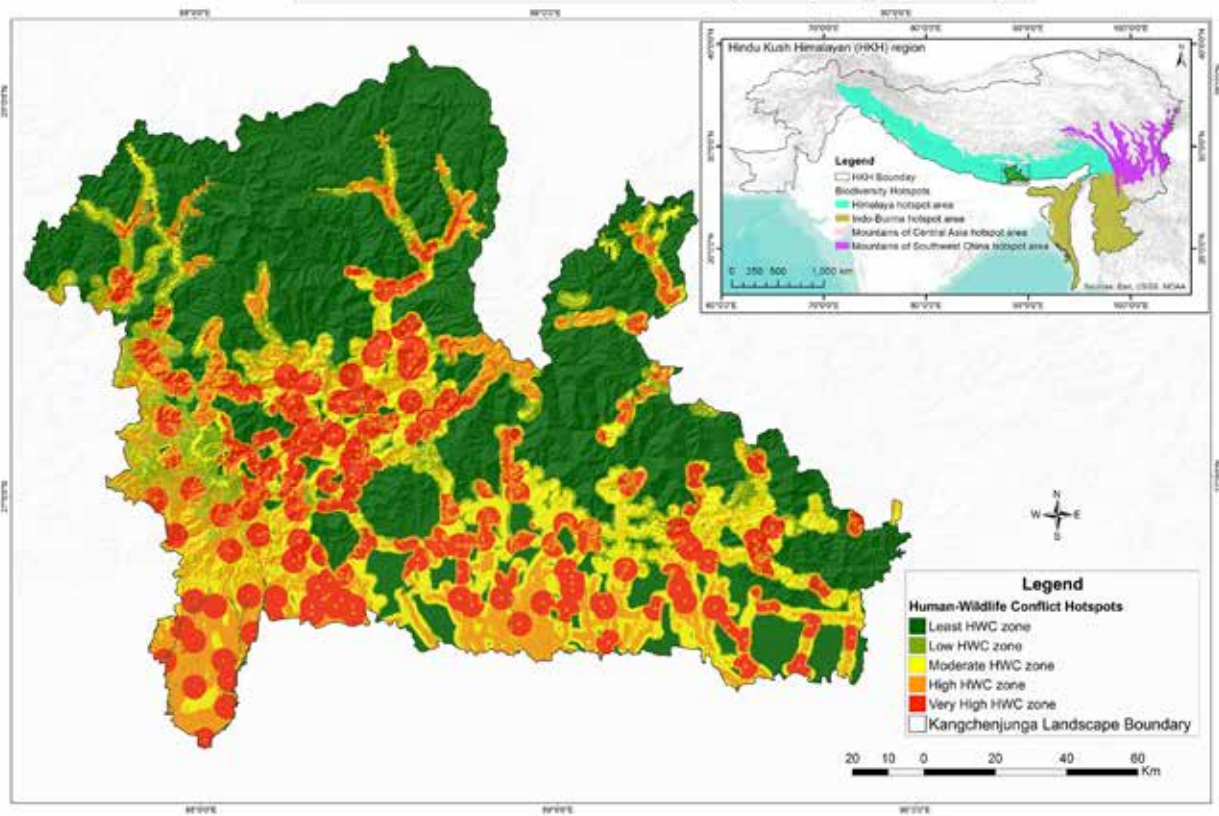 Hindu Kush Himalayan (HKH) region
Legend
HKH Boundary
Biodiversity Hotspots
Himalaya hotspot area
Indo-Burma hotspot area
Mountains of Central Asia hotspot area
Mountains of Southwest China hotspot area
0 250 500 1,000 km
Sources: Esri, USGS, NOAA
N
W E
S
Legend
Human-Wildlife Conflict Hotspots
Least HWC zone
Low HWC zone
Moderate HWC zone
High HWC zone
Very High HWC zone
Kangchenjunga Landscape Boundary
20 10 0 20 40 60
Km